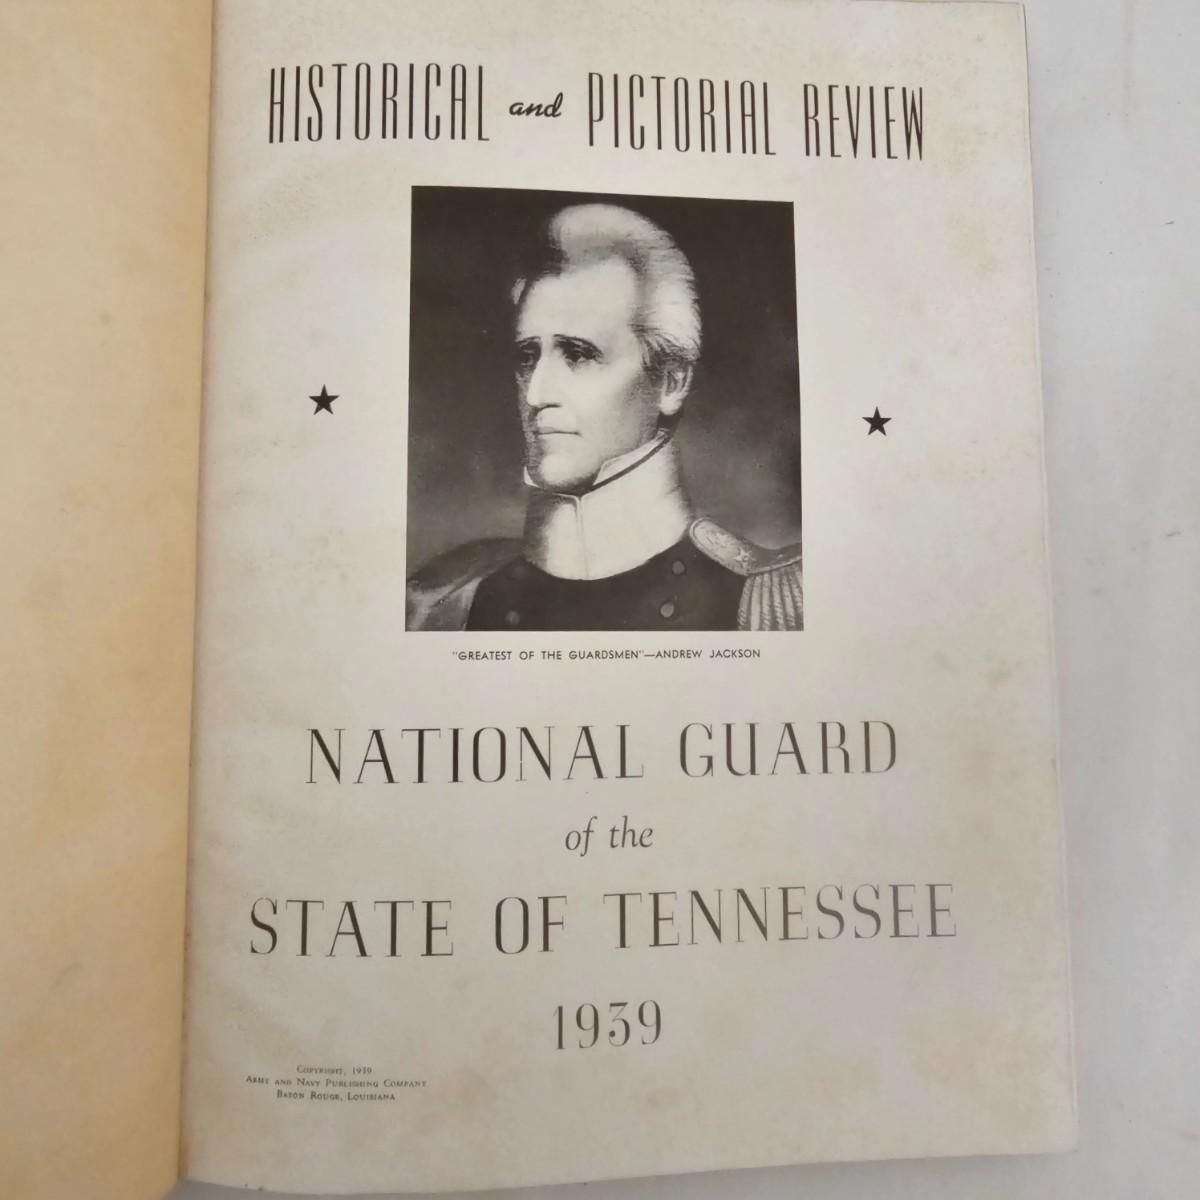 HISTORICAL and PICTORIAL REVIEW
"GREATEST OF THE GUARDSMEN"—ANDREW JACKSON
NATIONAL GUARD
of the
STATE OF TENNESSEE
1939
COPYRIGHT, 1939
ARMY AND NAVY PUBLISHING COMPANY
BATON ROUGE, LOUISIANA